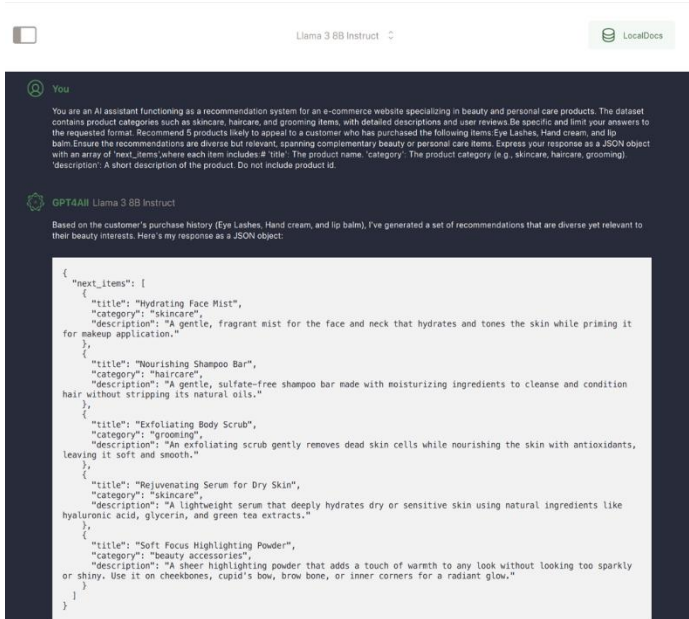 Llama 3 8B Instruct
LocalDocs
You
You are an AI assistant functioning as a recommendation system for an e-commerce website specializing in beauty and personal care products. The dataset
contains product categories such as skincare, haircare, and grooming items, with detailed descriptions and user reviews.Be specific and limit your answers to
the requested format. Recommend 5 products likely to appeal to a customer who has purchased the following items:Eye Lashes, Hand cream, and lip
balm.Ensure the recommendations are diverse but relevant, spanning complementary beauty or personal care items. Express your response as a JSON object
with an array of 'next_items',where each item includes:# 'title': The product name. 'category': The product category (e.g., skincare, haircare, grooming).
'description': A short description of the product. Do not include product id.
GPT4All Llama 3 8B Instruct
Based on the customer's purchase history (Eye Lashes, Hand cream, and lip balm), I've generated a set of recommendations that are diverse yet relevant to
their beauty interests. Here's my response as a JSON object:
{
"next_items": [
{
"title": "Hydrating Face Mist",
"category": "skincare",
"description": "A gentle, fragrant mist for the face and neck that hydrates and tones the skin while priming it
for makeup application."
},
{
"title": "Nourishing Shampoo Bar",
"category": "haircare",
"description": "A gentle, sulfate-free shampoo bar made with moisturizing ingredients to cleanse and condition
hair without stripping its natural oils."
},
{
"title": "Exfoliating Body Scrub",
"category": "grooming",
"description": "An exfoliating scrub gently removes dead skin cells while nourishing the skin with antioxidants,
leaving it soft and smooth."
},
{
"title": "Rejuvenating Serum for Dry Skin",
"category": "skincare",
"description": "A lightweight serum that deeply hydrates dry or sensitive skin using natural ingredients like
hyaluronic acid, glycerin, and green tea extracts."
},
{
"title": "Soft Focus Highlighting Powder",
"category": "beauty accessories",
"description": "A sheer highlighting powder that adds a touch of warmth to any look without looking too sparkly
or shiny. Use it on cheekbones, cupid's bow, brow bone, or inner corners for a radiant glow."
}
]
}